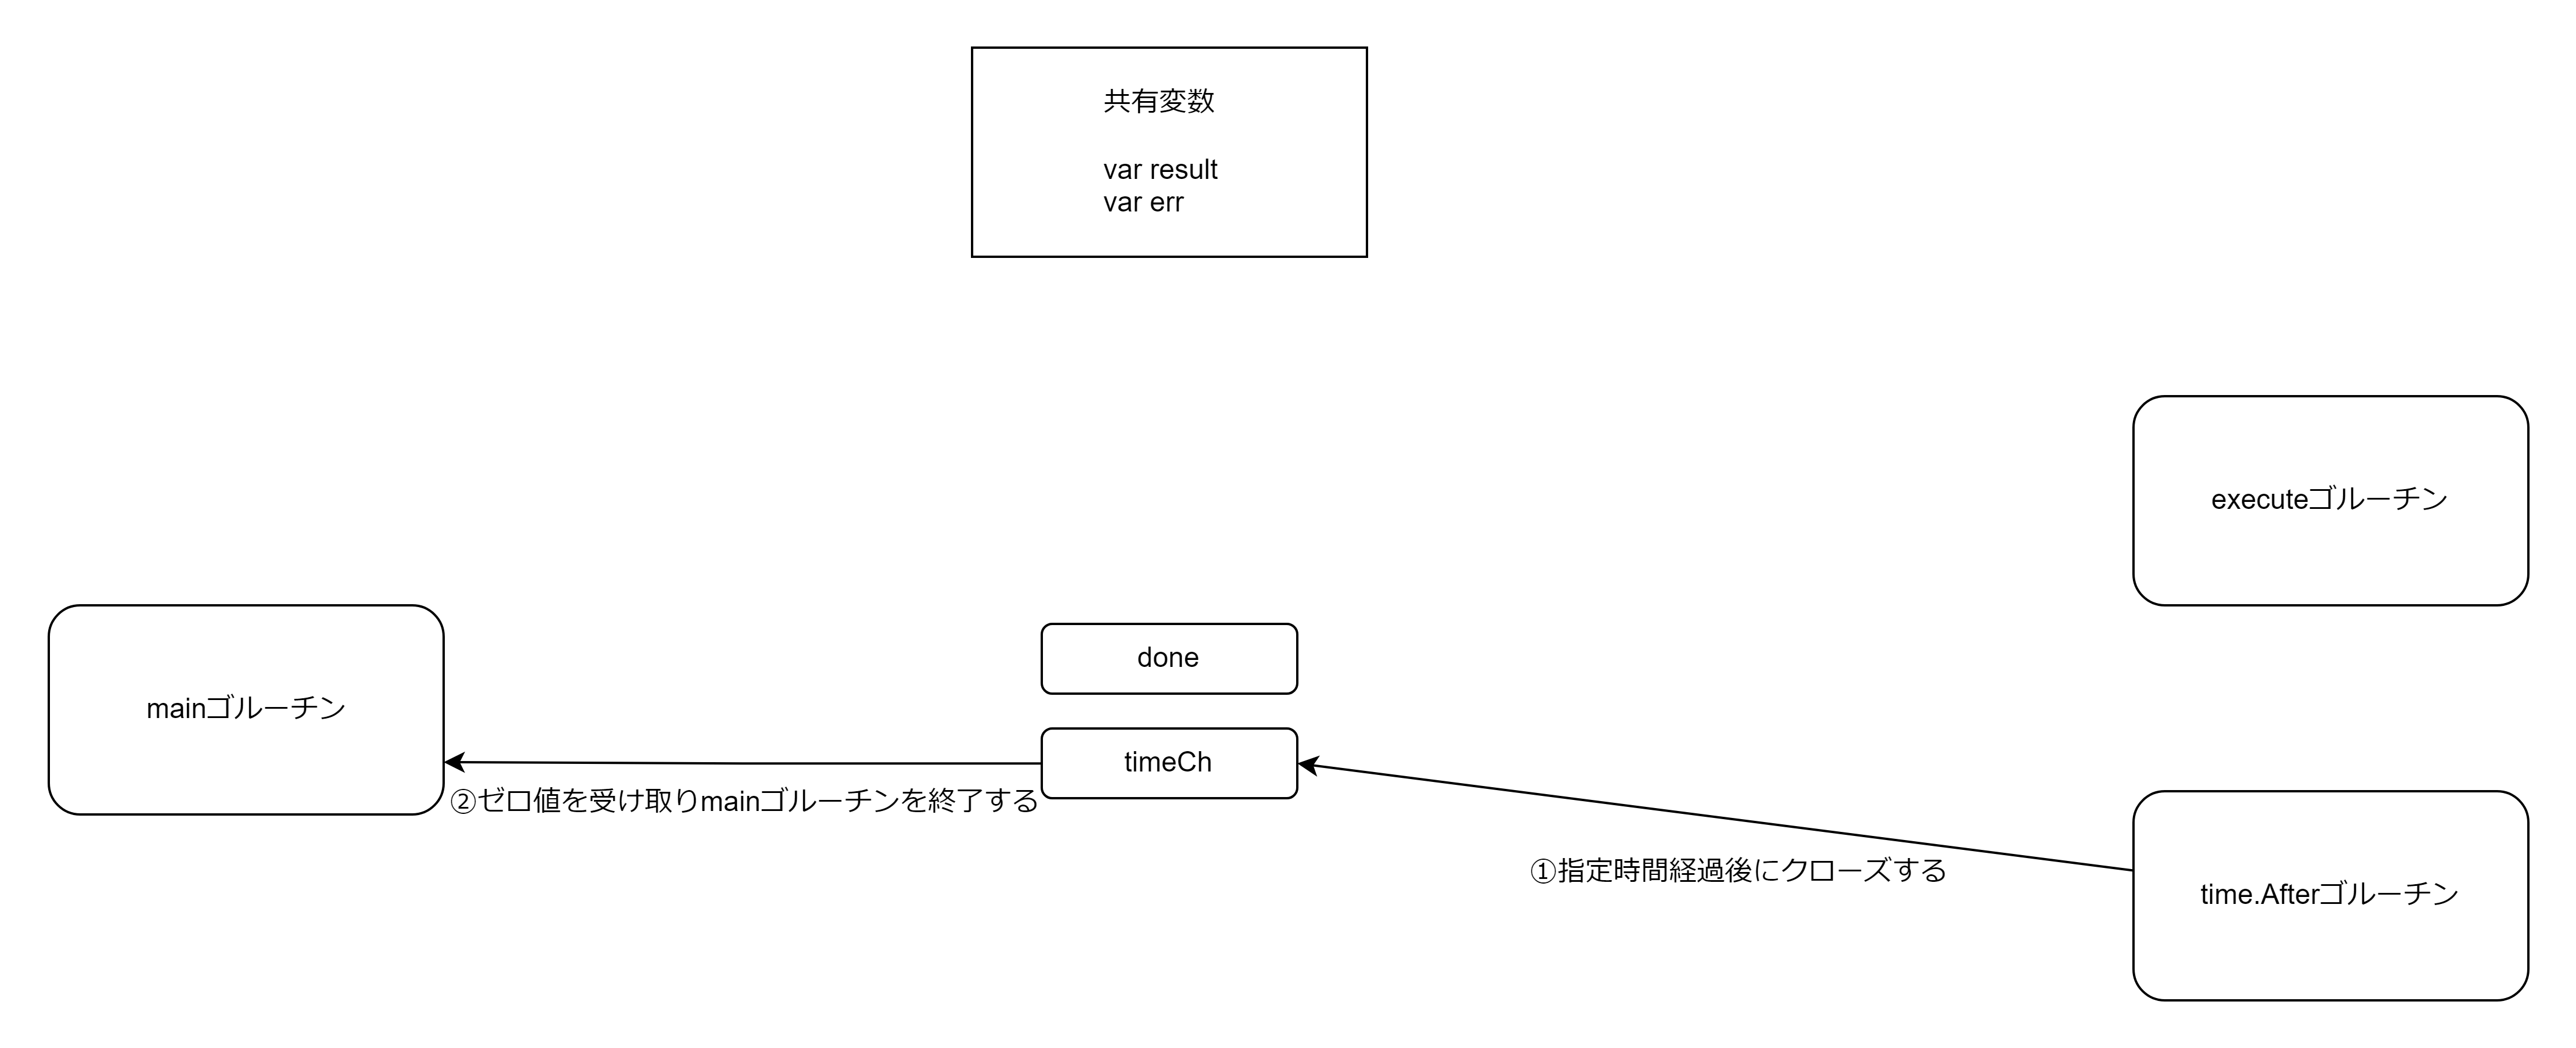 共有変数
var result
var err
executeゴルーチン
mainゴルーチン
done
timeCh
②ゼロ値を受け取りmainゴルーチンを終了する
①指定時間経過後にクローズする
time.Afterゴルーチン